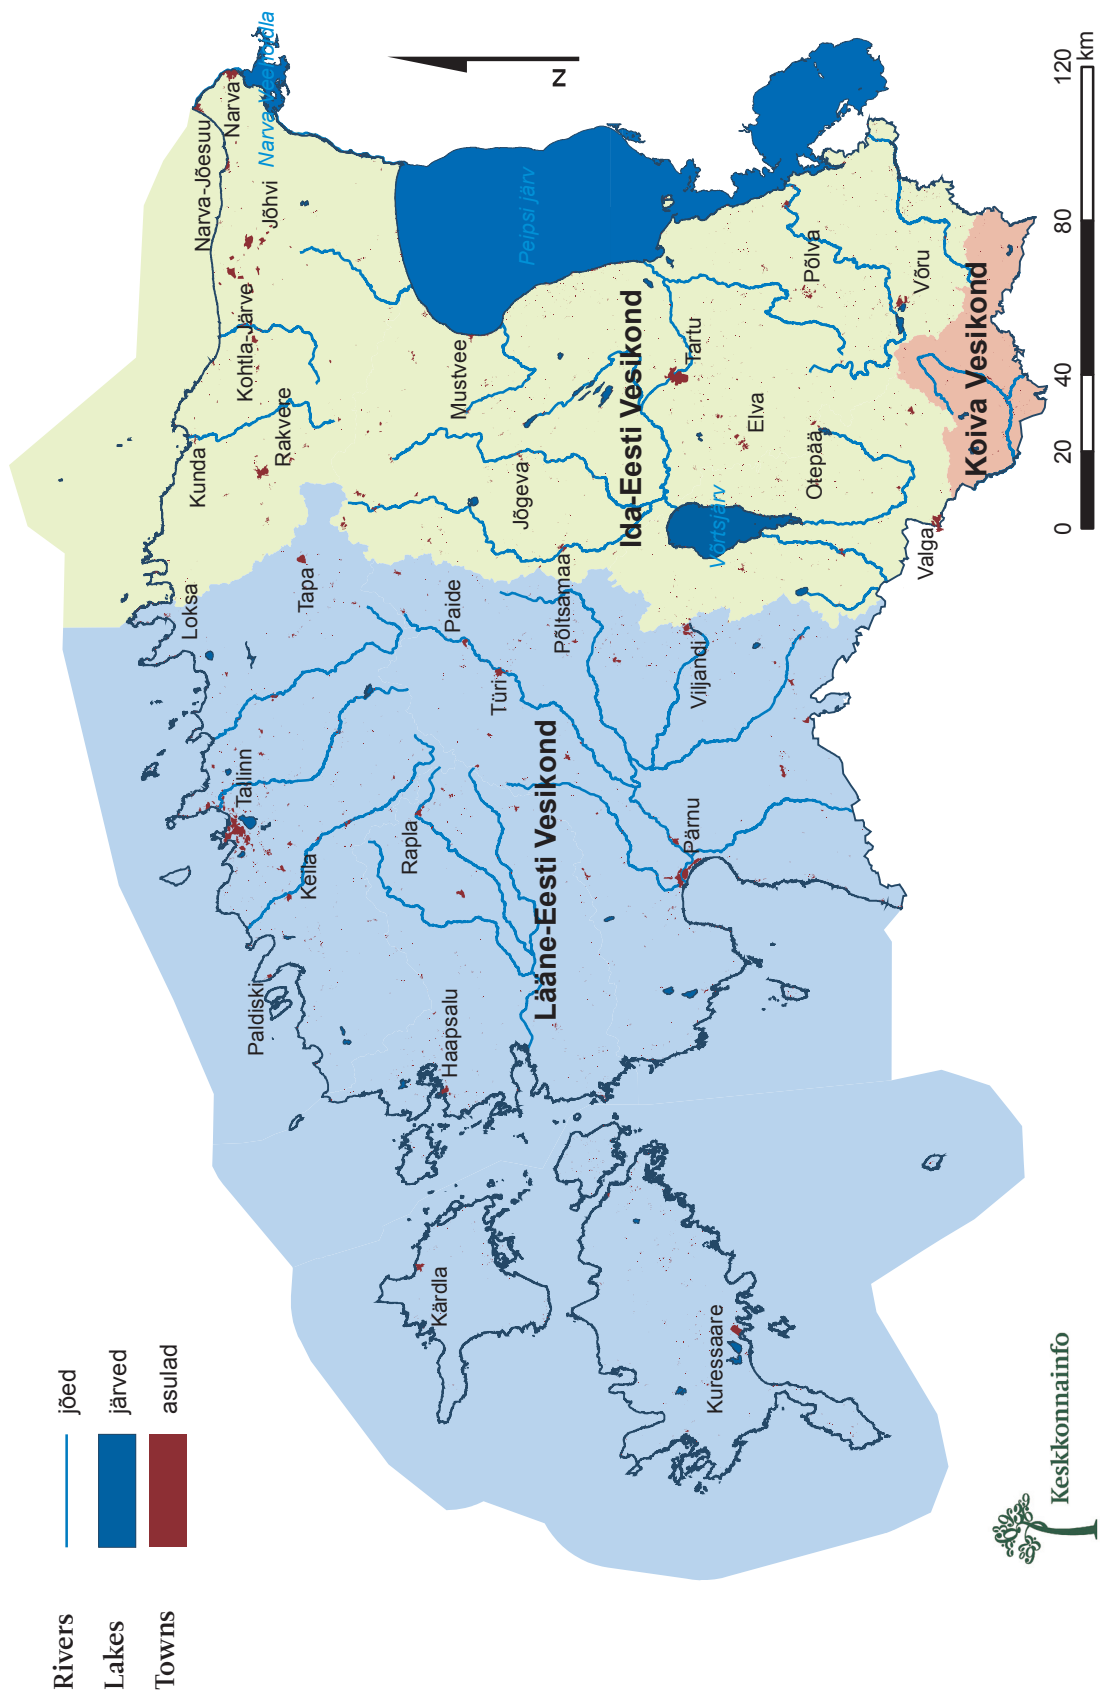 Rivers
jõed
Lakes
järved
Towns
asulad
N
Narva-Jõesuu
Narva
Narva Veehoidla
Jõhvi
Kohtla-Järve
Kunda
Rakvere
Loksa
Tapa
Tallinn
Keila
Paldiski
Mustvee
Peipsi järv
Jõgeva
Paide
Türi
Rapla
Haapsalu
Kärdla
Põltsamaa
Lääne-Eesti Vesikond
Ida-Eesti Vesikond
Tartu
Võrtsjärv
Elva
Otepää
Põlva
Võru
Viljandi
Pärnu
Kuressaare
Valga
Koiva Vesikond
Keskkonnainfo
0 20 40 80 120
km